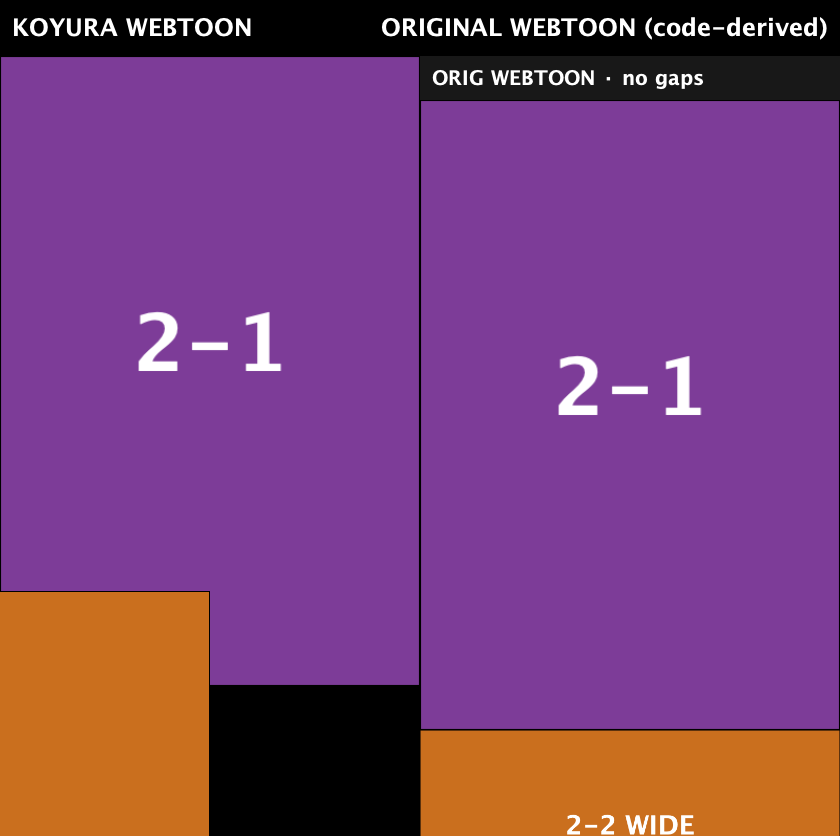 KOYURA WEBTOON
ORIGINAL WEBTOON (code-derived)
ORIG WEBTOON · no gaps
2-1
2-1
2-2 WIDE